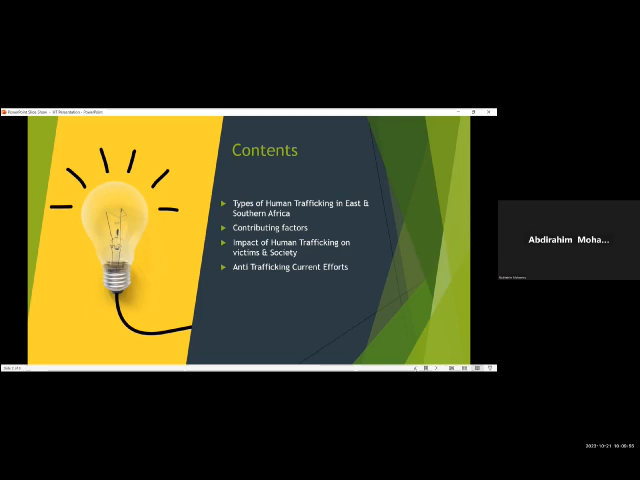 PowerPoint Slide Show - HT Presentation - PowerPoint
Contents
Types of Human Trafficking in East &
Southern Africa
Contributing factors
Impact of Human Trafficking on
victims & Society
Anti Trafficking Current Efforts
Abdirahim Moha...